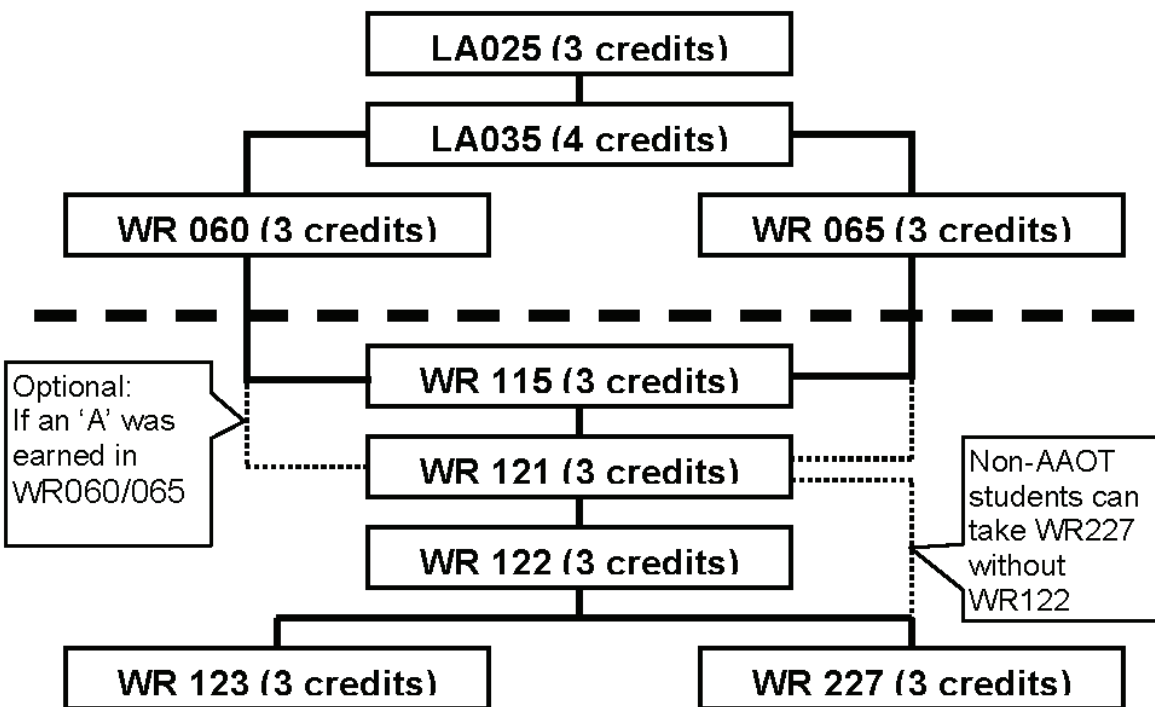 LA025 (3 credits)
LA035 (4 credits)
WR 060 (3 credits)
WR 065 (3 credits)
WR 115 (3 credits)
Optional:
If an ‘A’ was
earned in
WR060/065
WR 121 (3 credits)
Non-AAOT
students can
take WR227
without
WR122
WR 122 (3 credits)
WR 123 (3 credits)
WR 227 (3 credits)